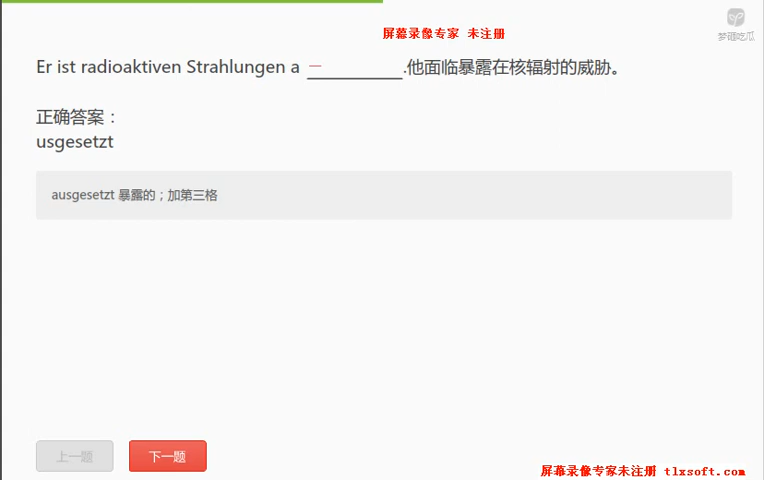 屏幕录像专家 未注册
梦砸吃瓜
Er ist radioaktiven Strahlungen a — ________.他面临暴露在核辐射的威胁。
正确答案：
usgesetzt
ausgesetzt 暴露的；加第三格
上一题 下一题
屏幕录像专家未注册 tlxsoft.com